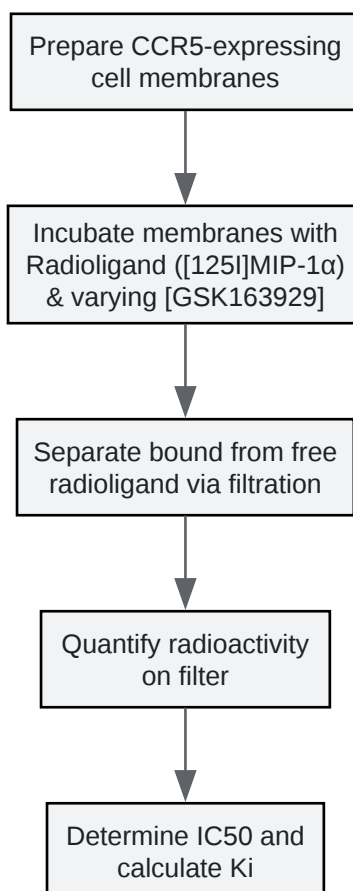 Prepare CCR5-expressing
cell membranes
Incubate membranes with
Radioligand ([125I]MIP-1α)
& varying [GSK163929]
Separate bound from free
radioligand via filtration
Quantify radioactivity
on filter
Determine IC50 and
calculate Ki